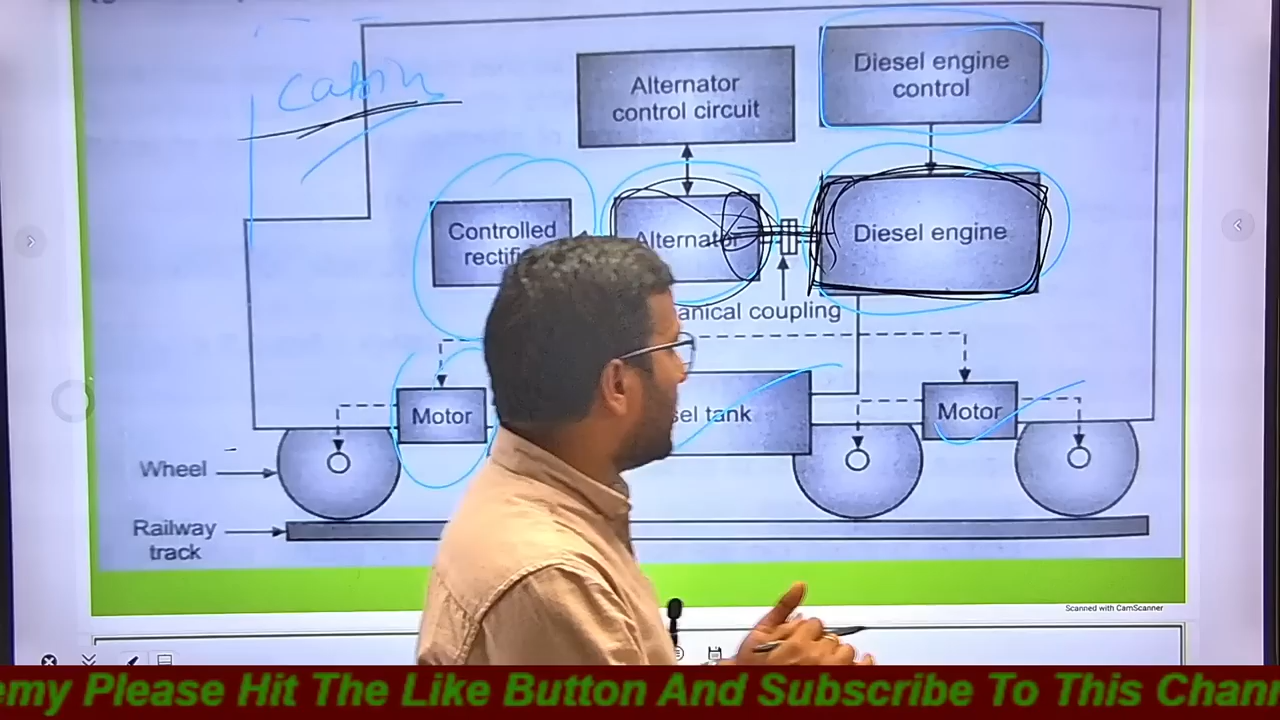 cabin
Diesel engine
control
Alternator
control circuit
Controlled
rectif
Alternator
Diesel engine
anical coupling
Motor
sel tank
Motor
Wheel
Railway
track
Scanned with CamScanner
emy Please Hit The Like Button And Subscribe To This Chann